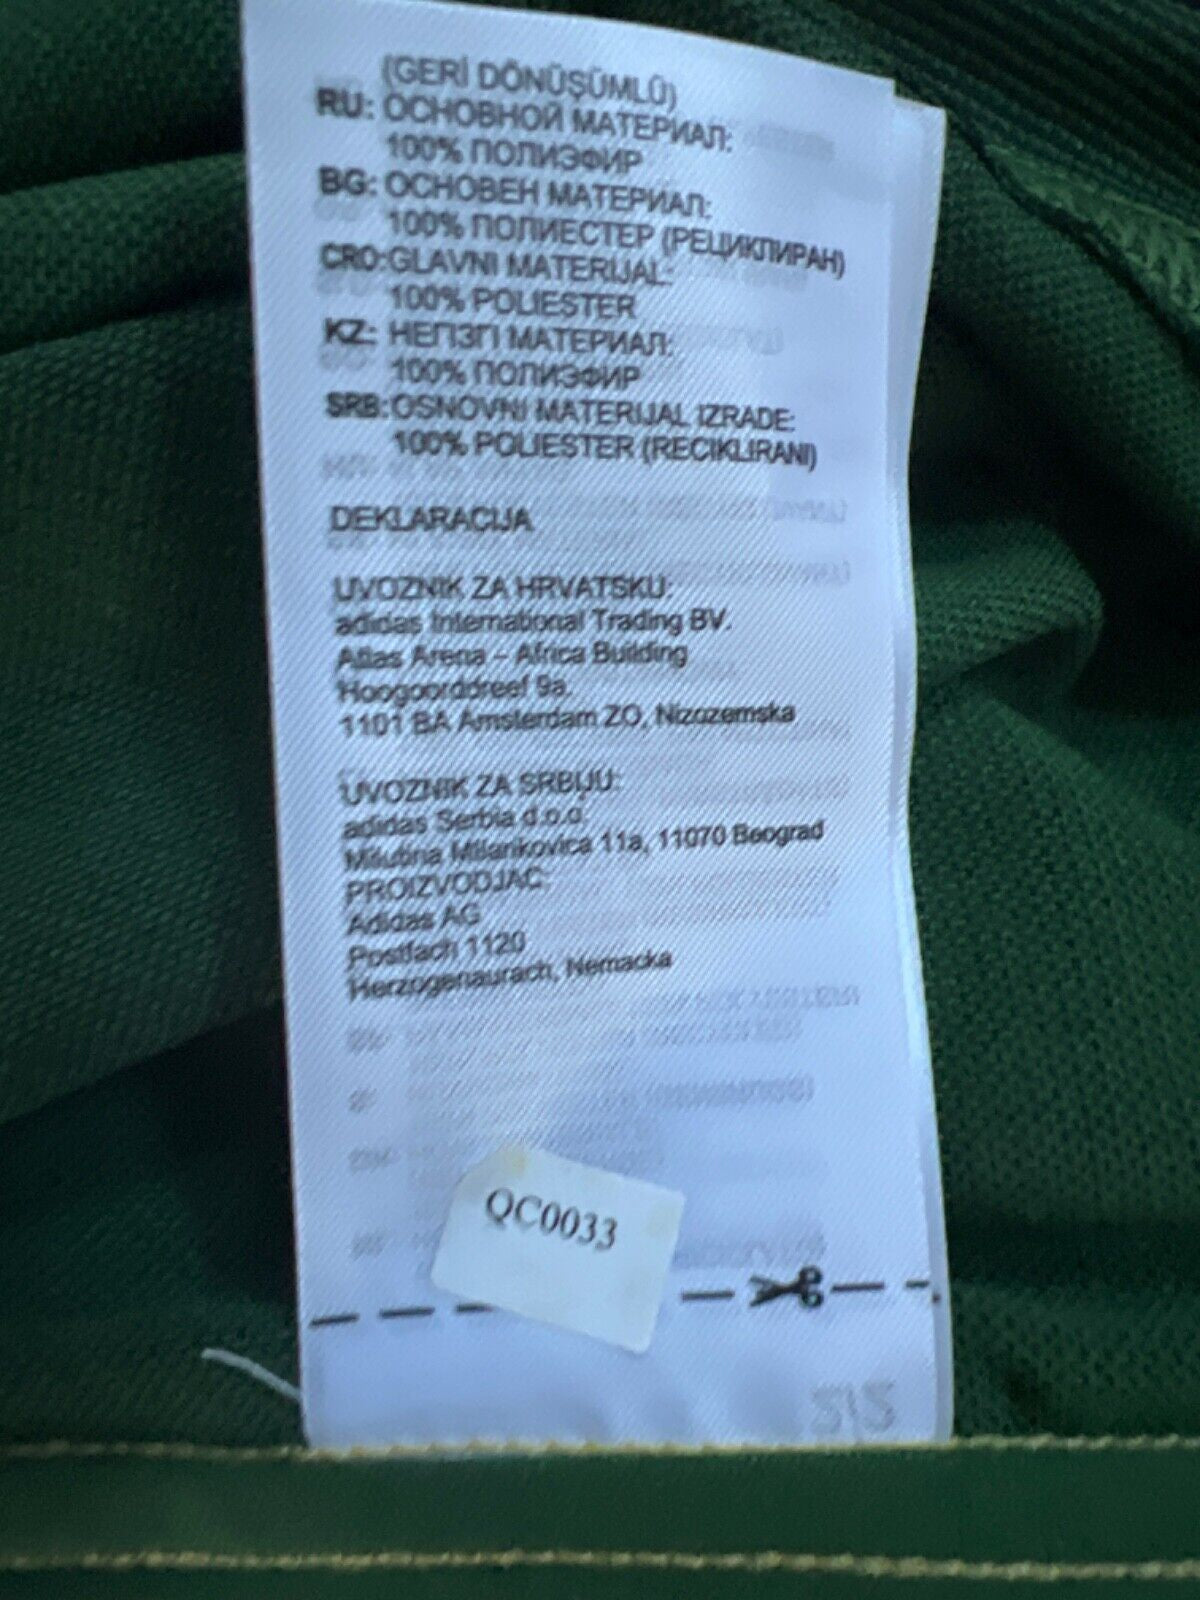 (GERİ DÖNÜŞÜMLÜ)
RU: ОСНОВНОЙ МАТЕРИАЛ:
100% ПОЛИЭФИР
BG: ОСНОВЕН МАТЕРИАЛ:
100% ПОЛИЕСТЕР (РЕЦИКЛИРАН)
CRO: GLAVNI MATERIJAL:
100% POLIESTER
KZ: НЕГІЗГІ МАТЕРИАЛ:
100% ПОЛИЭФИР
SRB: OSNOVNI MATERIJAL IZRADE:
100% POLIESTER (RECIKLIRANI)
DEKLARACIJA
UVOZNIK ZA HRVATSKU:
adidas International Trading BV.
Atlas Arena – Africa Building
Hoogoorddreef 9a.
1101 BA Amsterdam ZO, Nizozemska
UVOZNIK ZA SRBIJU:
adidas Serbia d.o.o.
Milutina Milankovica 11a, 11070 Beograd
PROIZVODJAC:
Adidas AG
Postfach 1120
Herzogenaurach, Nemacka
QC0033